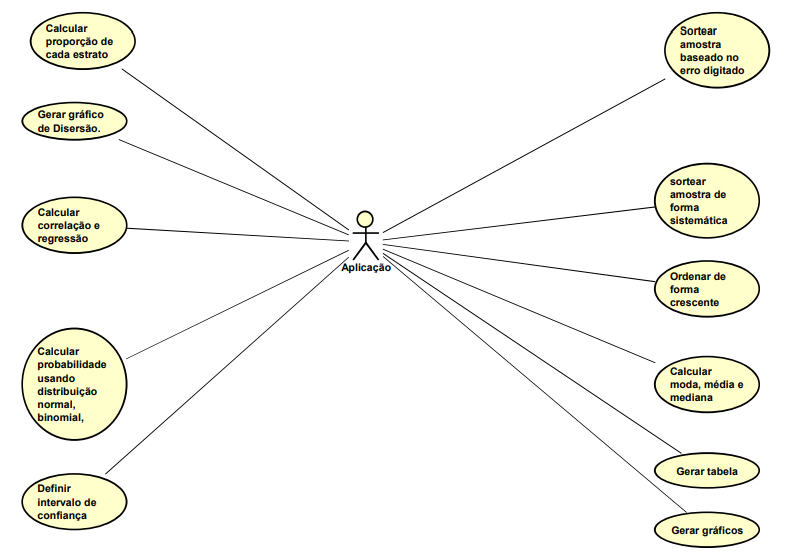 Calcular
proporção de
cada estrato
Gerar gráfico
de Disersão.
Calcular
correlação e
regressão
Calcular
probabilidade
usando
distribuição
normal,
binomial,
Definir
intervalo de
confiança
Aplicação
Sortear
amostra
baseado no
erro digitado
sortear
amostra de
forma
sistemática
Ordenar de
forma
crescente
Calcular
moda, média e
mediana
Gerar tabela
Gerar gráficos